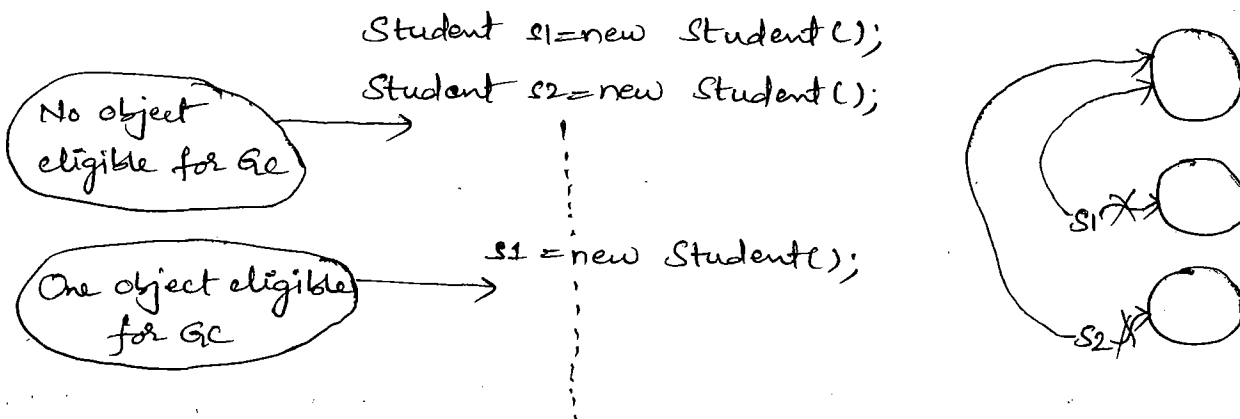 Student s1=new Student();
Student s2=new Student();
No object
eligible for GC
s1 = new Student();
One object eligible
for GC
s1
s2